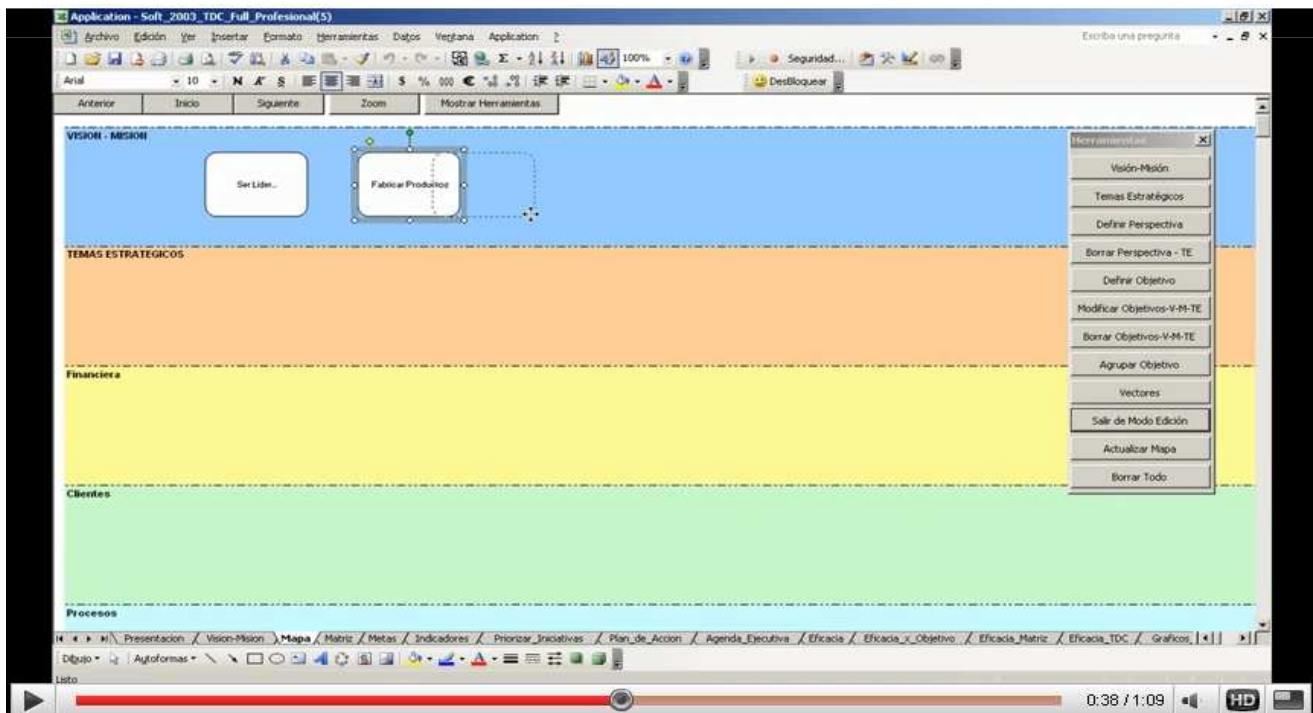 Application - Soft_2003_TDC_Full_Profesional(5)
Archivo Edición Ver Insertar Formato Herramientas Datos Ventana Application ? Escriba una pregunta
100% Seguridad...
Arial 10 N K S $ % 000 € DesBloquear
Anterior Inicio Siguiente Zoom Mostrar Herramientas
VISION - MISION
Ser Lider...
Fabricar Productos
TEMAS ESTRATEGICOS
Financiera
Clientes
Procesos
Herramientas
Visión-Misión
Temas Estratégicos
Definir Perspectiva
Borrar Perspectiva - TE
Definir Objetivo
Modificar Objetivos-V-M-TE
Borrar Objetivos-V-M-TE
Agrupar Objetivo
Vectores
Salir de Modo Edición
Actualizar Mapa
Borrar Todo
Presentacion / Vision-Mision / Mapa / Matriz / Metas / Indicadores / Priorizar_Iniciativas / Plan_de_Accion / Agenda_Ejecutiva / Eficacia / Eficacia_x_Objetivo / Eficacia_Matriz / Eficacia_TDC / Graficos_
Dibujo Autoformas
Listo
0:38 / 1:09 HD